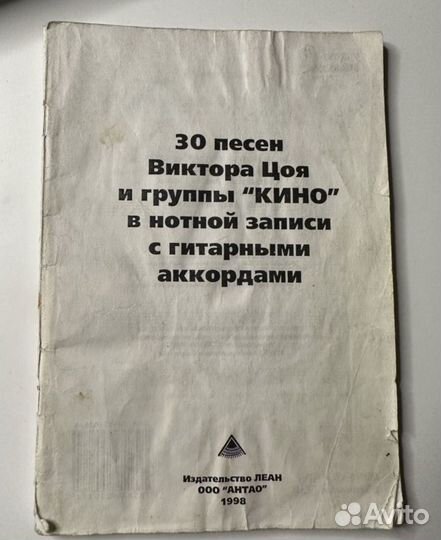 30 песен
Виктора Цоя
и группы “КИНО”
в нотной записи
с гитарными
аккордами
Издательство ЛЕАН
ООО “АНТАО”
1998
Avito